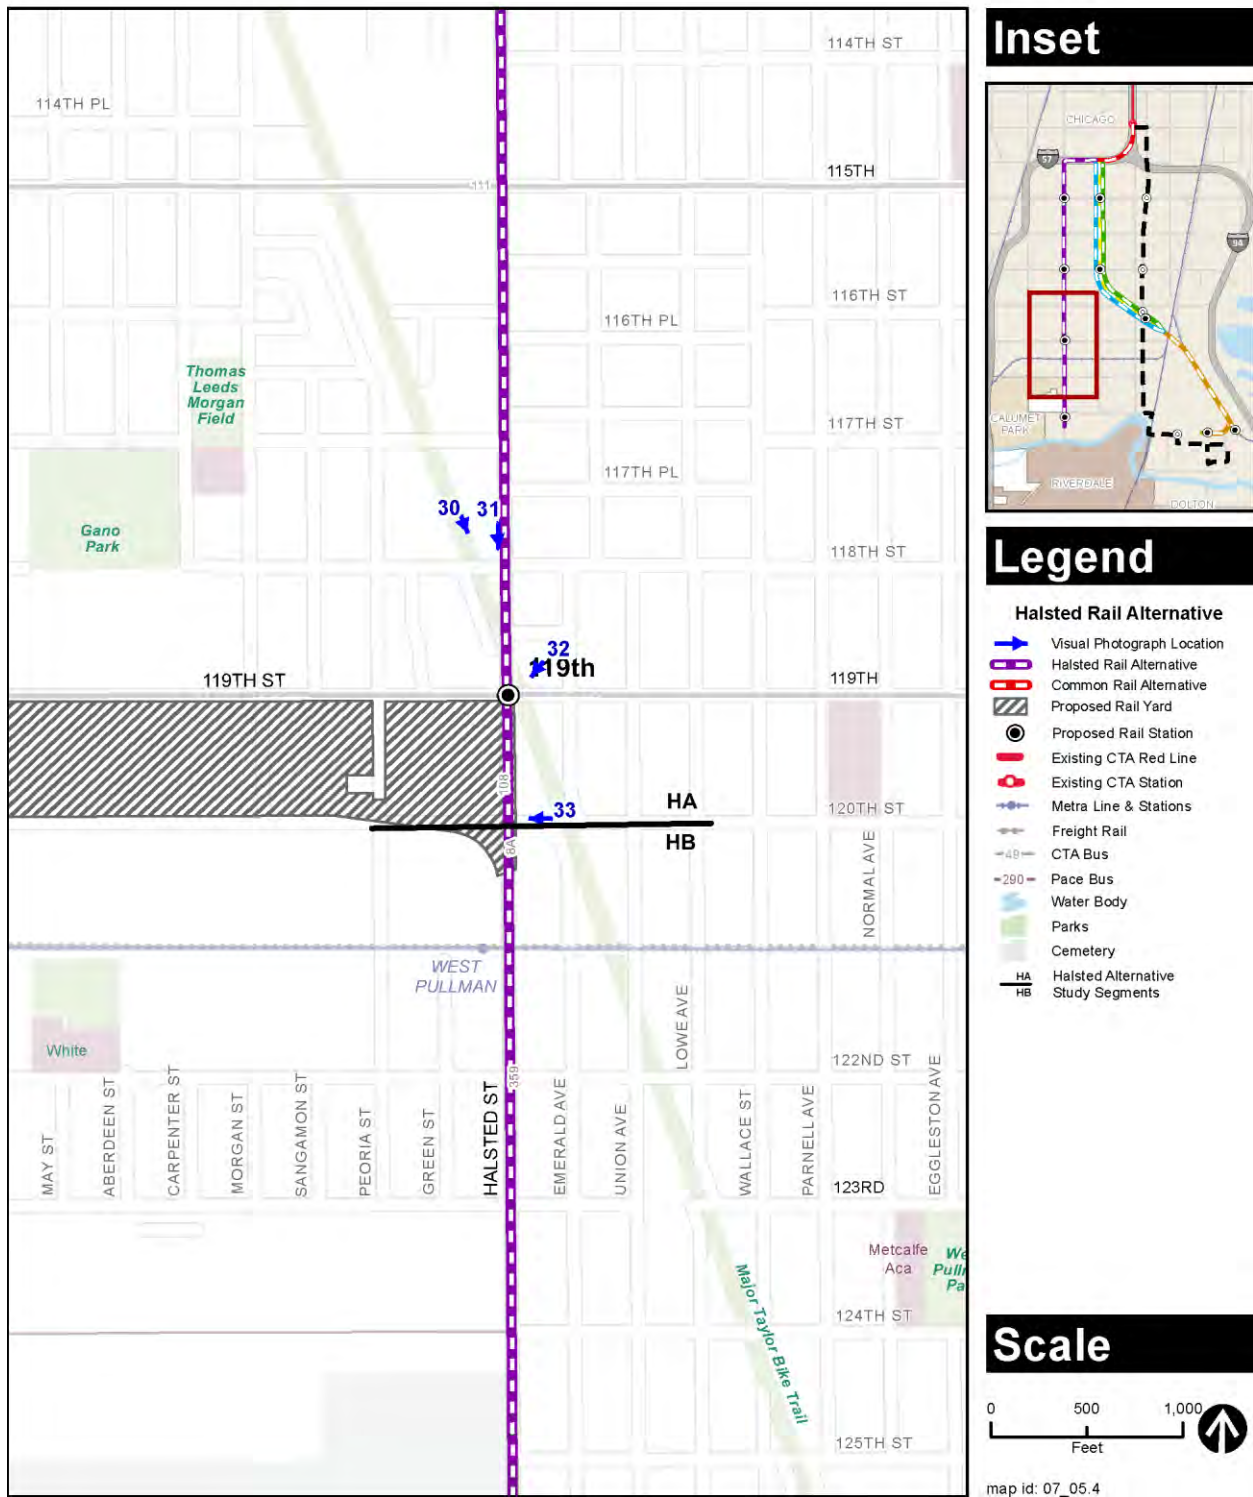 114TH ST
114TH PL
115TH
111
116TH ST
116TH PL
Thomas
Leeds
Morgan
Field
117TH ST
117TH PL
30
31
Gano
Park
118TH ST
32
119th
119TH ST
119TH
108
HA
33
120TH ST
HB
8A
NORMAL AVE
WEST
PULLMAN
LOWE AVE
White
122ND ST
359
MAY ST
ABERDEEN ST
CARPENTER ST
MORGAN ST
SANGAMON ST
PEORIA ST
GREEN ST
HALSTED ST
EMERALD AVE
UNION AVE
WALLACE ST
PARNELL AVE
EGGLESTON AVE
123RD
Metcalfe
Aca
We
Pullm
Pa
Major Taylor Bike Trail
124TH ST
125TH ST
Inset
CHICAGO
57
94
CALUMET
PARK
RIVERDALE
DOLTON
Legend
Halsted Rail Alternative
Visual Photograph Location
Halsted Rail Alternative
Common Rail Alternative
Proposed Rail Yard
Proposed Rail Station
Existing CTA Red Line
Existing CTA Station
Metra Line & Stations
Freight Rail
49 CTA Bus
290 Pace Bus
Water Body
Parks
Cemetery
HA Halsted Alternative
HB Study Segments
Scale
0 500 1,000
Feet
map id: 07_05.4